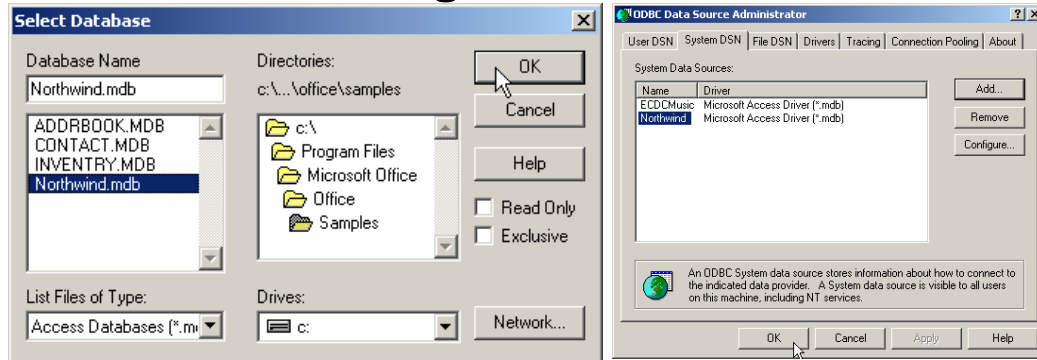 Select Database
Database Name
Northwind.mdb
ADDRBOOK.MDB
CONTACT.MDB
INVENTRY.MDB
Northwind.mdb
List Files of Type:
Access Databases (*.m
Directories:
c:\...\office\samples
c:\
Program Files
Microsoft Office
Office
Samples
Drives:
c:
OK
Cancel
Help
Read Only
Exclusive
Network...
ODBC Data Source Administrator
User DSN System DSN File DSN Drivers Tracing Connection Pooling About
System Data Sources:
Name Driver
ECDCMusic Microsoft Access Driver (*.mdb)
Northwind Microsoft Access Driver (*.mdb)
Add...
Remove
Configure...
An ODBC System data source stores information about how to connect to
the indicated data provider. A System data source is visible to all users
on this machine, including NT services.
OK Cancel Apply Help